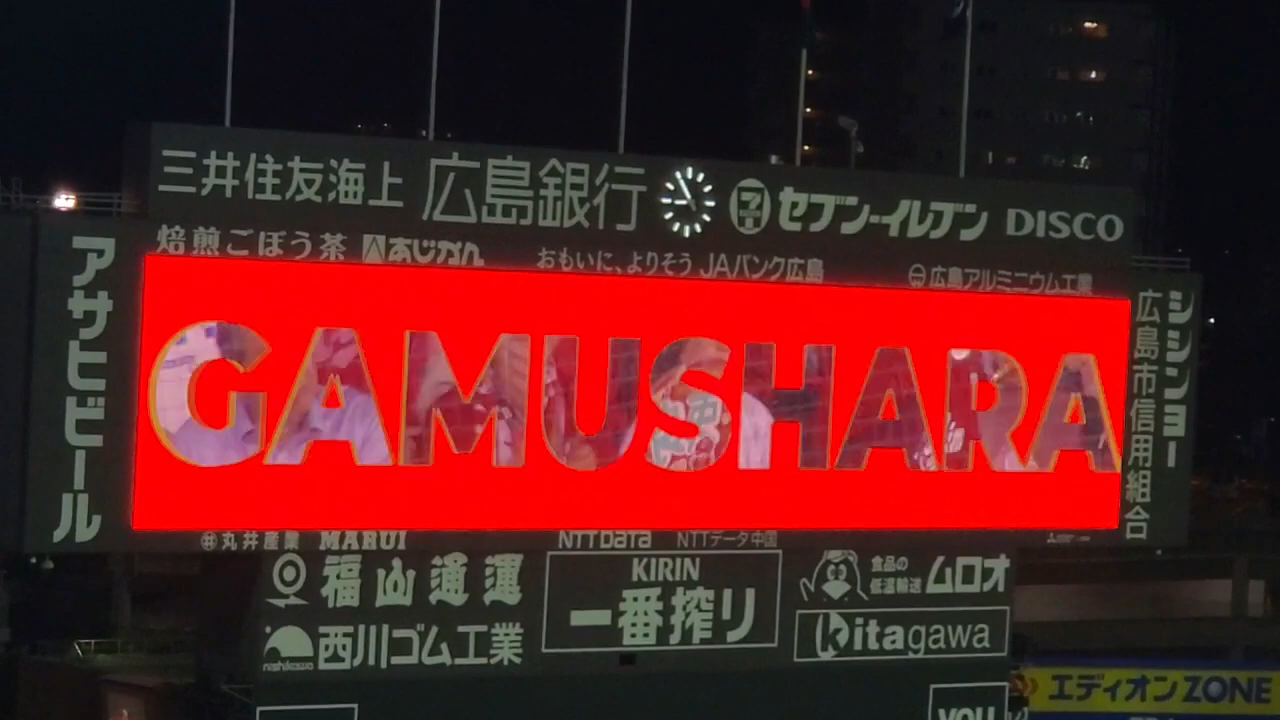 三井住友海上 広島銀行 セブン-イレブン DISCO
焙煎ごぼう茶 あじかん おもいに、よりそう JAバンク広島 広島アルミニウム工業
アサヒビール
GAMUSHARA
シシンヨー
広島市信用組合
丸井産業 MARUI NTTData NTTデータ中国
福山通運
KIRIN
一番搾り
食品の
低温輸送 ムロオ
nishikawa 西川ゴム工業
kitagawa
エディオンZONE
YOU